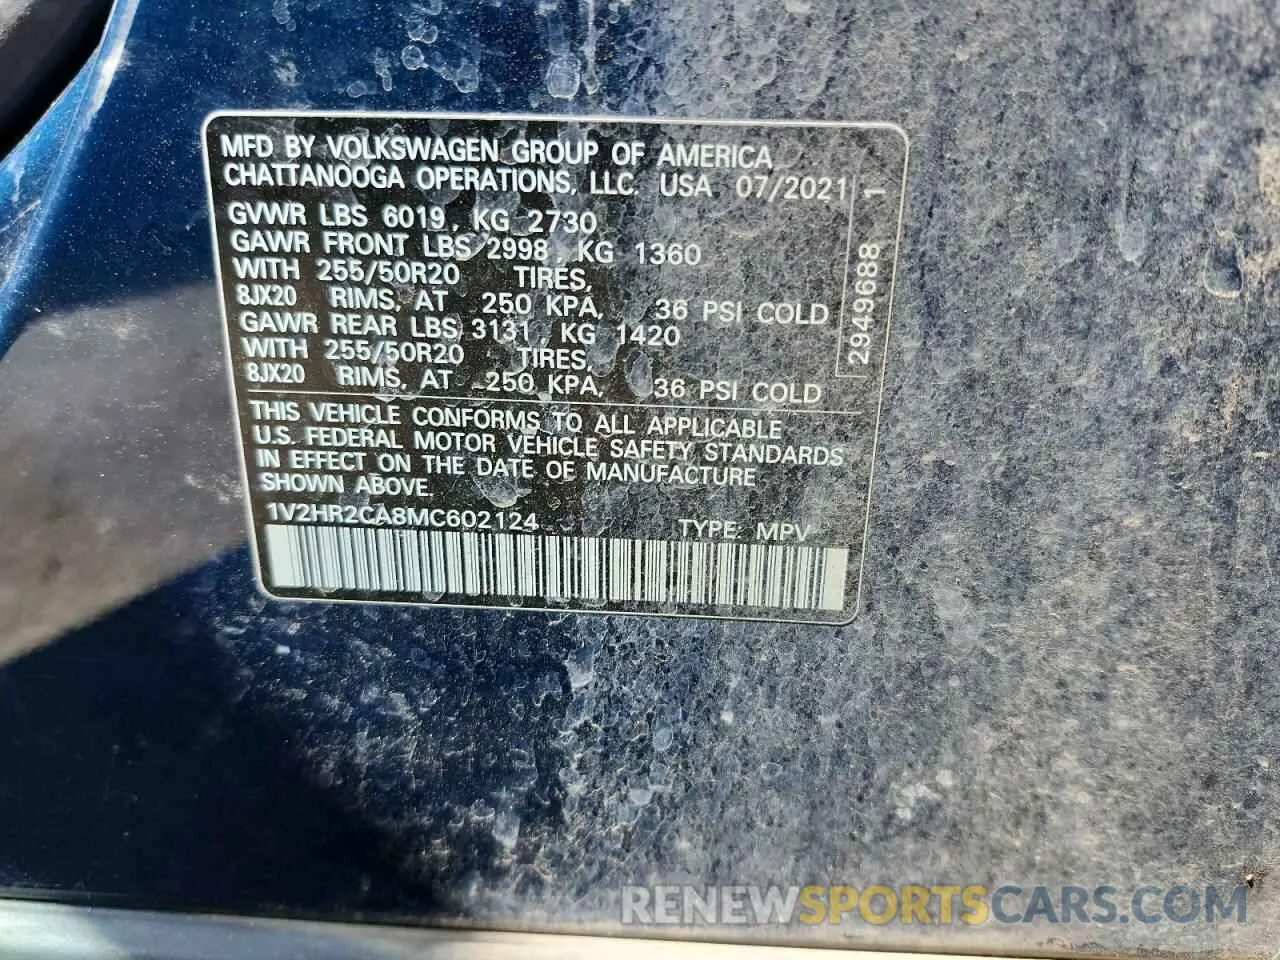 MFD BY VOLKSWAGEN GROUP OF AMERICA
CHATTANOOGA OPERATIONS, LLC. USA 07/2021
GVWR LBS 6019, KG 2730
GAWR FRONT LBS 2998, KG 1360
WITH 255/50R20 TIRES,
8JX20 RIMS, AT 250 KPA, 36 PSI COLD
GAWR REAR LBS 3131, KG 1420
WITH 255/50R20 TIRES,
8JX20 RIMS, AT 250 KPA, 36 PSI COLD
2949688 1
THIS VEHICLE CONFORMS TO ALL APPLICABLE
U.S. FEDERAL MOTOR VEHICLE SAFETY STANDARDS
IN EFFECT ON THE DATE OF MANUFACTURE
SHOWN ABOVE.
1V2HR2CA8MC602124 TYPE: MPV
RENEWSPORTSCARS.COM